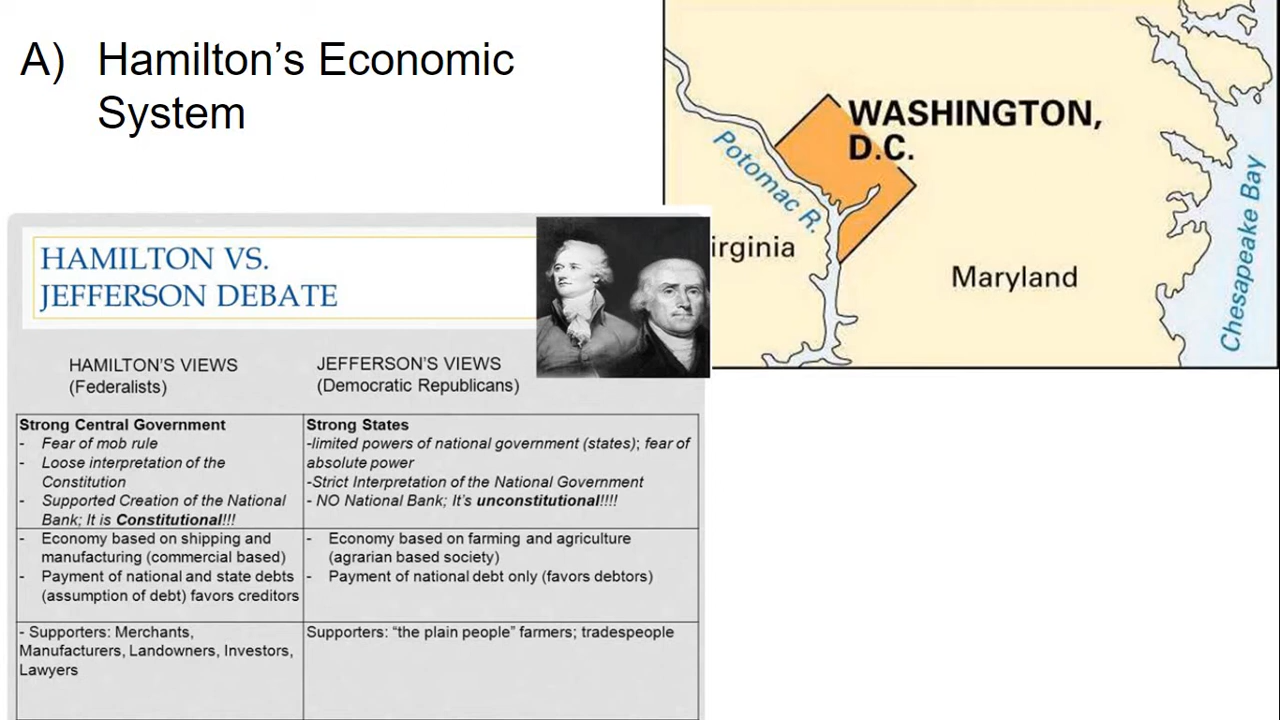 A) Hamilton's Economic
System
WASHINGTON,
D.C.
Potomac R.
irginia
Maryland
Chesapeake Bay
HAMILTON VS.
JEFFERSON DEBATE
HAMILTON'S VIEWS
(Federalists)
JEFFERSON'S VIEWS
(Democratic Republicans)
Strong Central Government
- Fear of mob rule
- Loose interpretation of the
Constitution
- Supported Creation of the National
Bank; It is Constitutional!!!
Strong States
-limited powers of national government (states); fear of
absolute power
-Strict Interpretation of the National Government
- NO National Bank; It's unconstitutional!!!!
- Economy based on shipping and
manufacturing (commercial based)
- Payment of national and state debts
(assumption of debt) favors creditors
- Economy based on farming and agriculture
(agrarian based society)
- Payment of national debt only (favors debtors)
- Supporters: Merchants,
Manufacturers, Landowners, Investors,
Lawyers
Supporters: "the plain people" farmers; tradespeople